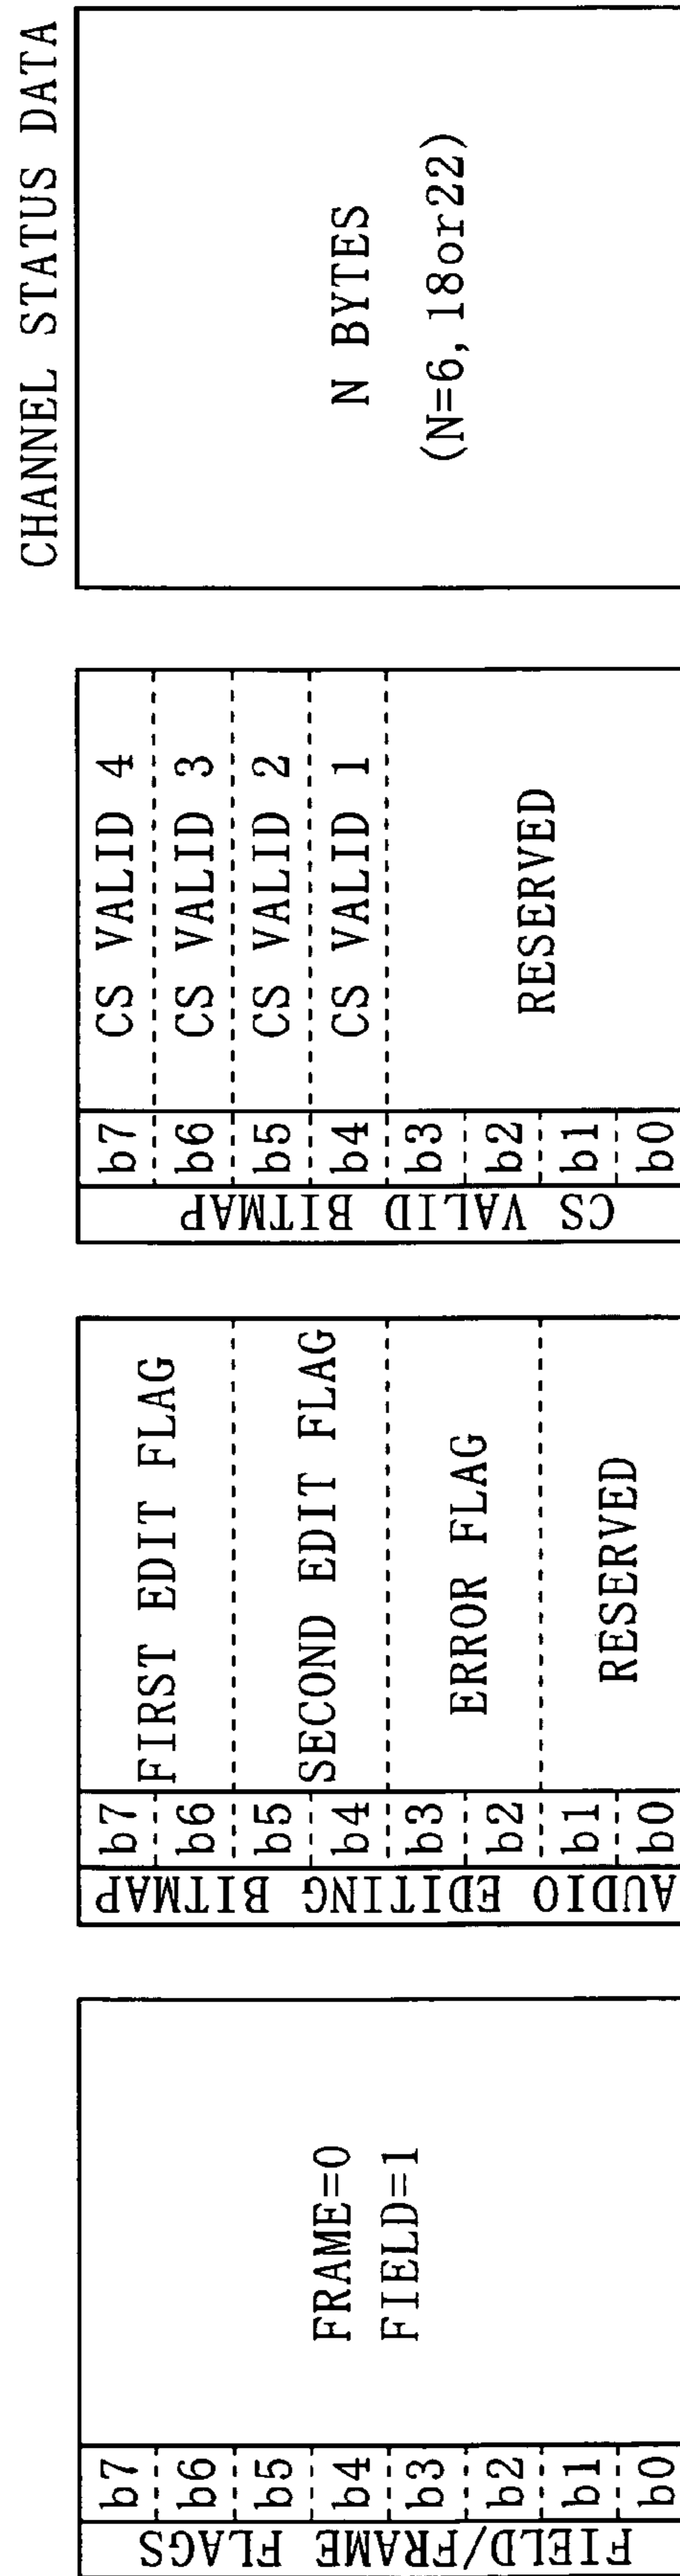 FIELD/FRAME FLAGS
b7
b6
b5
b4
b3
b2
b1
b0
FRAME=0
FIELD=1
AUDIO EDITING BITMAP
b7
b6
b5
b4
b3
b2
b1
b0
FIRST EDIT FLAG
SECOND EDIT FLAG
ERROR FLAG
RESERVED
CS VALID BITMAP
b7
b6
b5
b4
b3
b2
b1
b0
CS VALID 4
CS VALID 3
CS VALID 2
CS VALID 1
RESERVED
CHANNEL STATUS DATA
N BYTES
(N=6, 18or22)